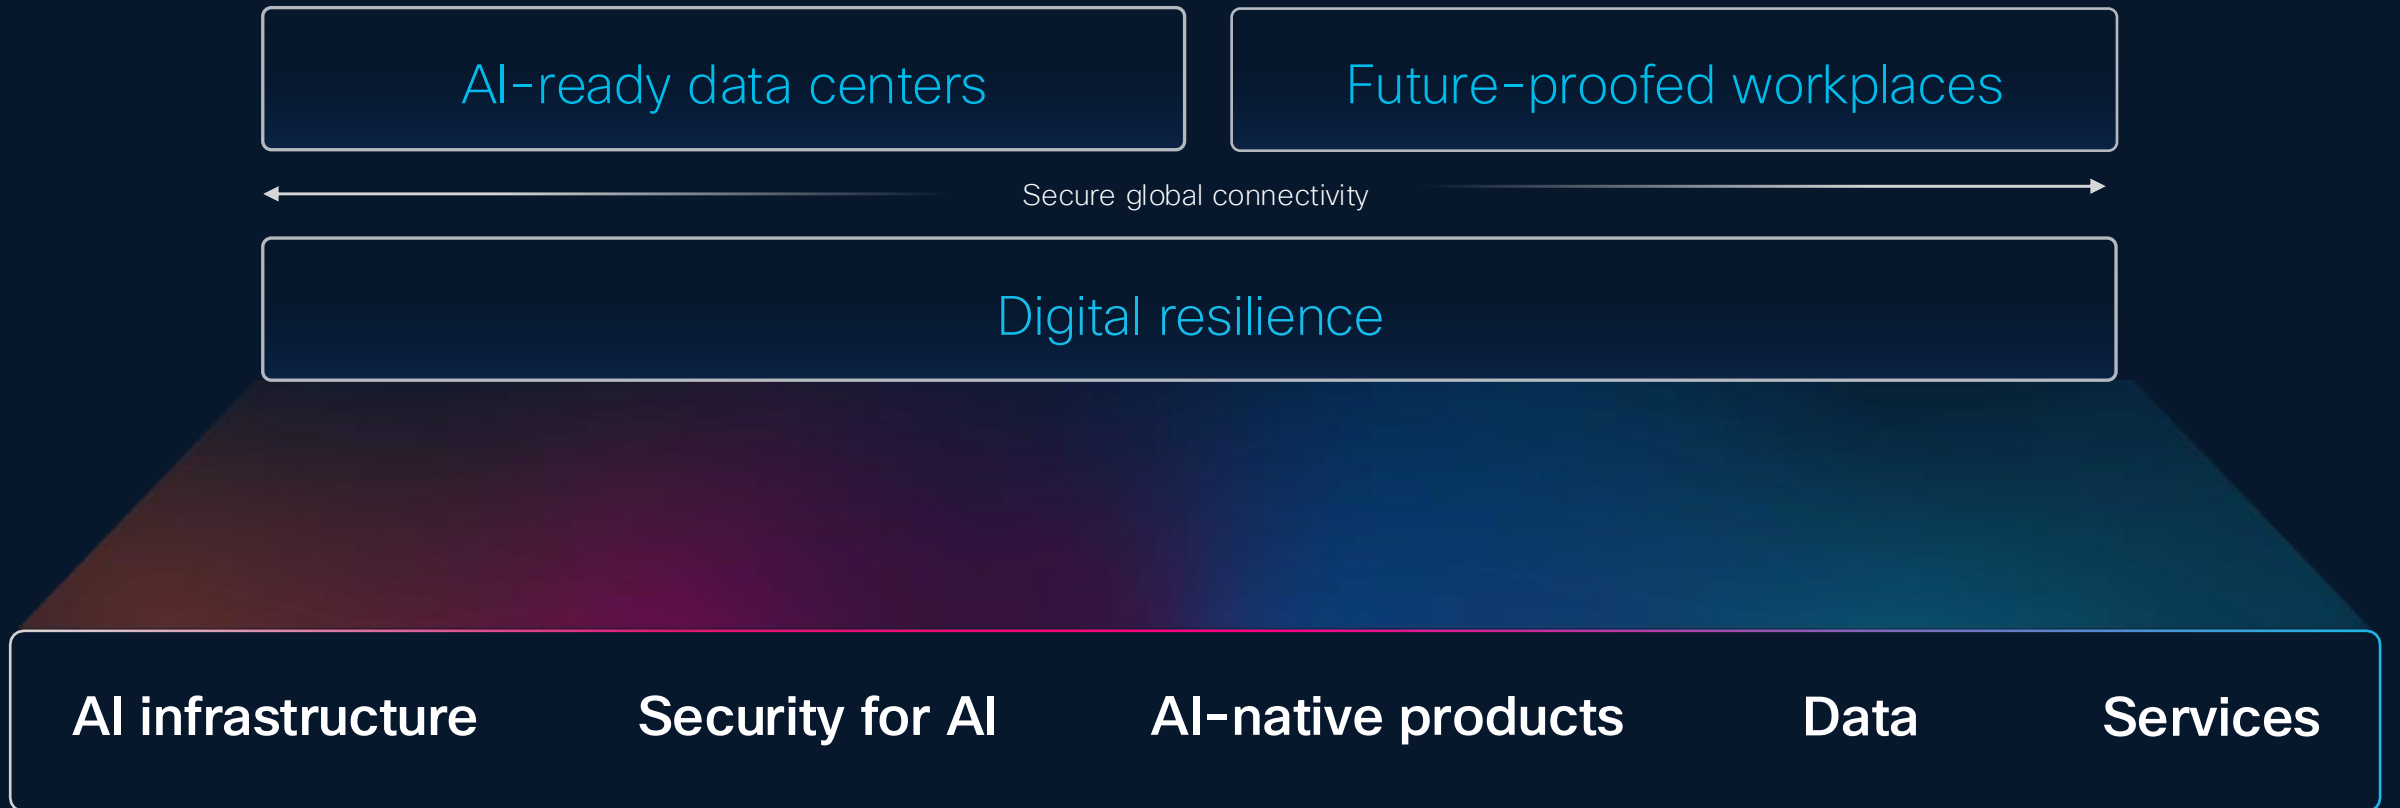 AI-ready data centers
Future-proofed workplaces
Secure global connectivity
Digital resilience
AI infrastructure
Security for AI
AI-native products
Data
Services